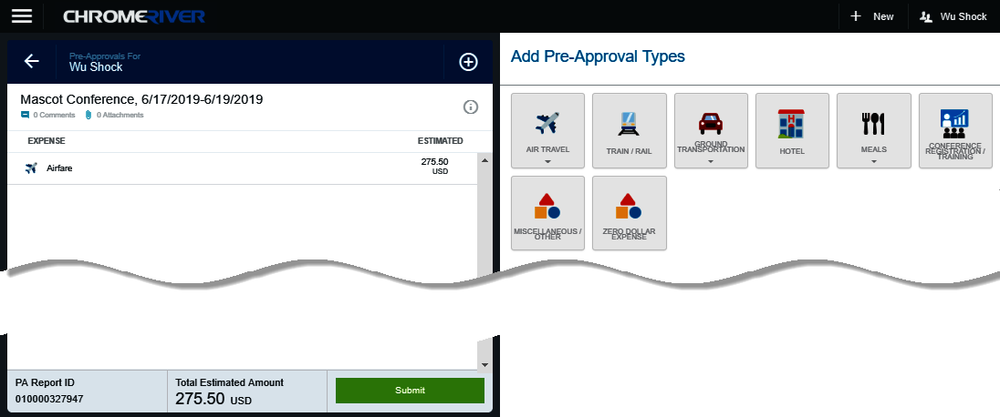 CHROMERIVER
New
Wu Shock
Pre-Approvals For
Wu Shock
Mascot Conference, 6/17/2019-6/19/2019
0 Comments 0 Attachments
EXPENSE ESTIMATED
Airfare 275.50
USD
PA Report ID
010000327947
Total Estimated Amount
275.50 USD
Submit
Add Pre-Approval Types
AIR TRAVEL
TRAIN / RAIL
GROUND
TRANSPORTATION
HOTEL
H
MEALS
CONFERENCE
REGISTRATION /
TRAINING
MISCELLANEOUS /
OTHER
ZERO DOLLAR
EXPENSE